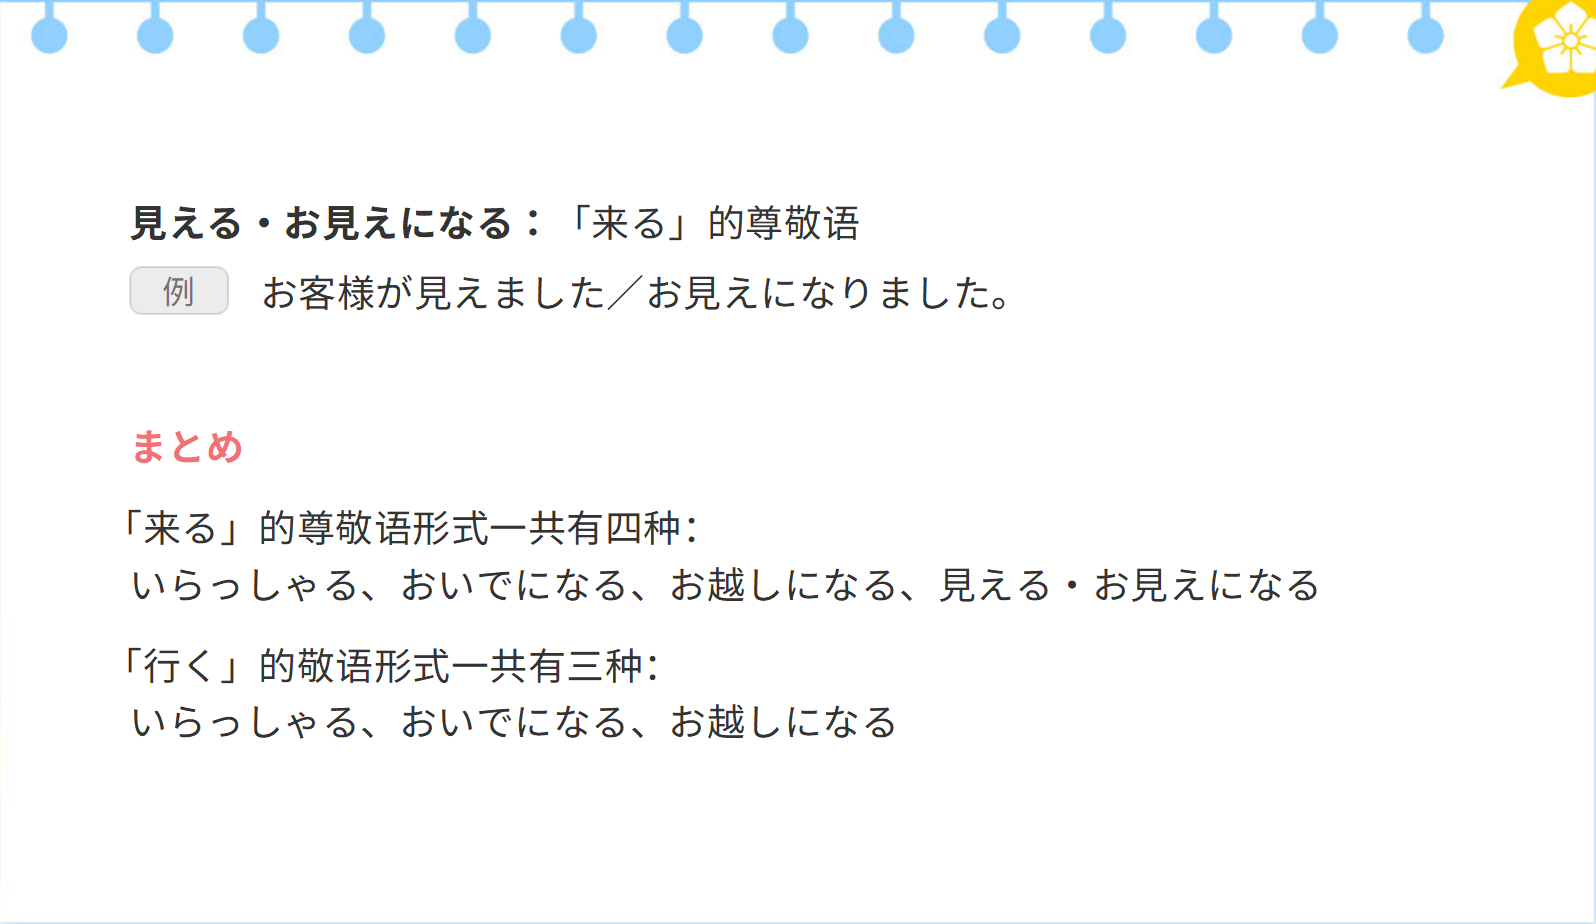 見える・お見えになる：「来る」的尊敬语
例 お客様が見えました／お見えになりました。
まとめ
「来る」的尊敬语形式一共有四种：
いらっしゃる、おいでになる、お越しになる、見える・お見えになる
「行く」的敬语形式一共有三种：
いらっしゃる、おいでになる、お越しになる